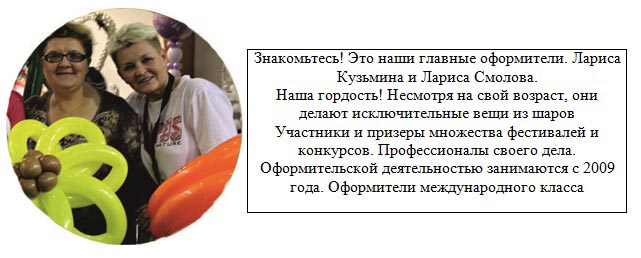 Знакомьтесь! Это наши главные оформители. Лариса
Кузьмина и Лариса Смолова.
Наша гордость! Несмотря на свой возраст, они
делают исключительные вещи из шаров
Участники и призеры множества фестивалей и
конкурсов. Профессионалы своего дела.
Оформительской деятельностью занимаются с 2009
года. Оформители международного класса